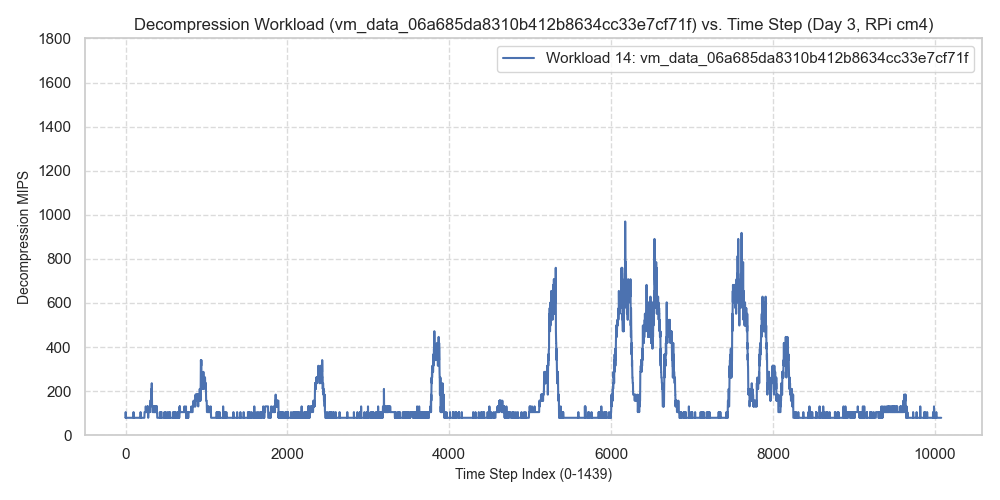 Decompression Workload (vm_data_06a685da8310b412b8634cc33e7cf71f) vs. Time Step (Day 3, RPi cm4)
Workload 14: vm_data_06a685da8310b412b8634cc33e7cf71f
Decompression MIPS
1800
1600
1400
1200
1000
800
600
400
200
0
0 2000 4000 6000 8000 10000
Time Step Index (0-1439)